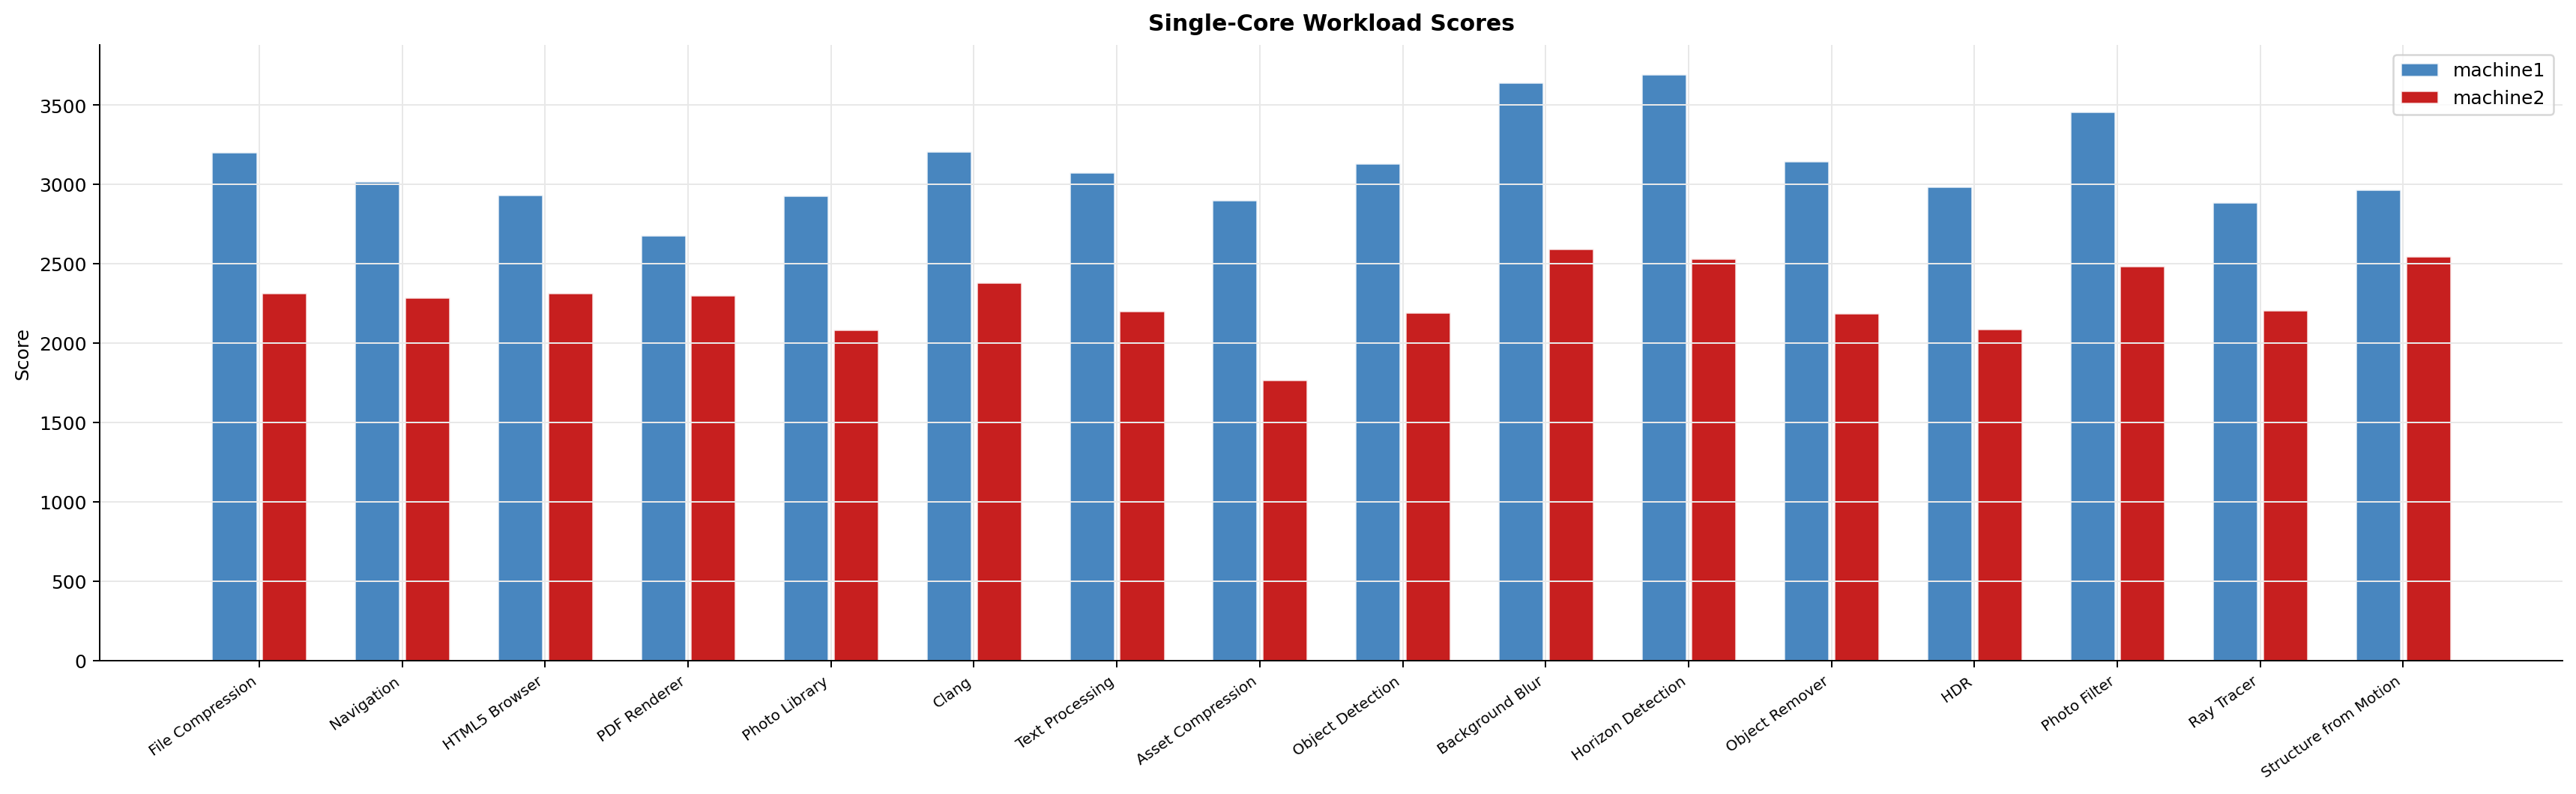 Single-Core Workload Scores
machine1
machine2
Score
3500
3000
2500
2000
1500
1000
500
0
File Compression
Navigation
HTML5 Browser
PDF Renderer
Photo Library
Clang
Text Processing
Asset Compression
Object Detection
Background Blur
Horizon Detection
Object Remover
HDR
Photo Filter
Ray Tracer
Structure from Motion